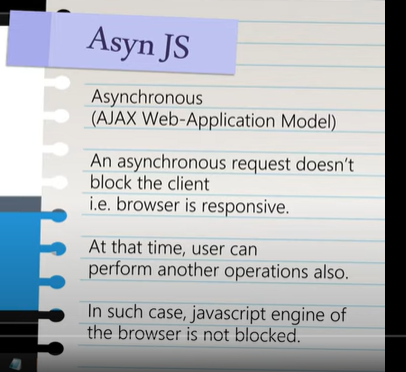 Asyn JS
Asynchronous
(AJAX Web-Application Model)
An asynchronous request doesn't
block the client
i.e. browser is responsive.
At that time, user can
perform another operations also.
In such case, javascript engine of
the browser is not blocked.